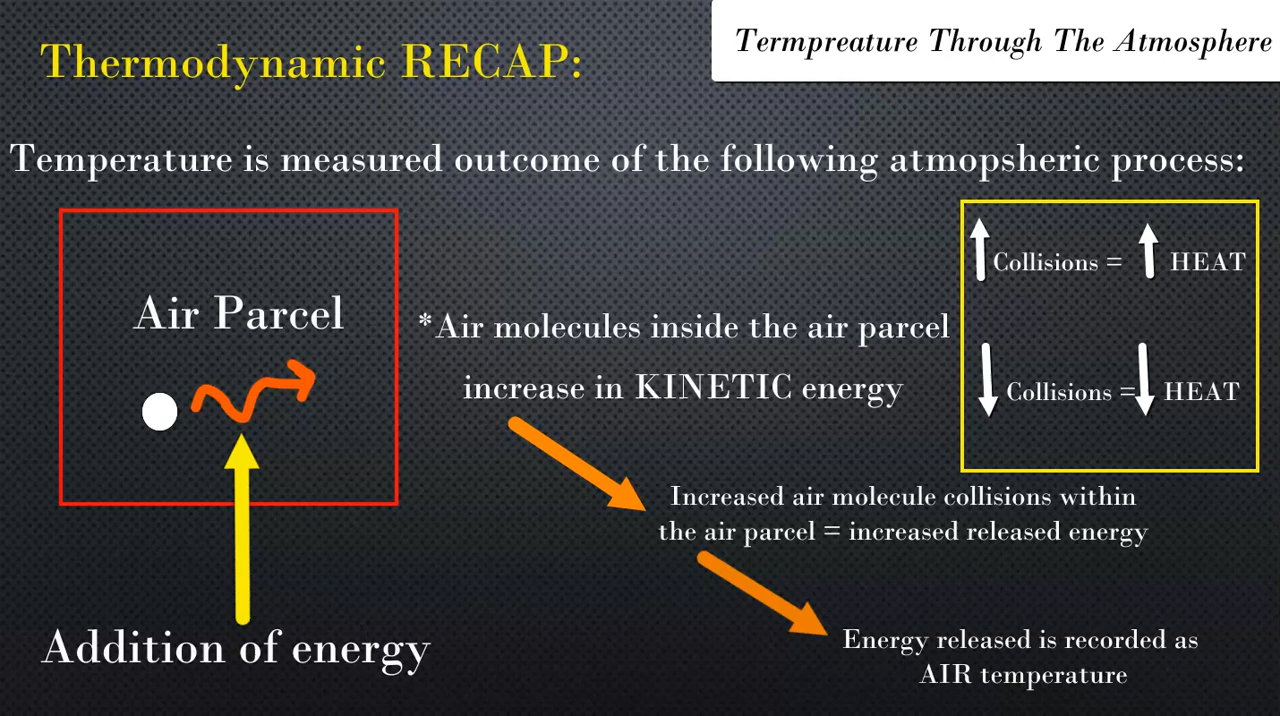 Termpreature Through The Atmosphere
Thermodynamic RECAP:
Temperature is measured outcome of the following atmopsheric process:
Air Parcel
*Air molecules inside the air parcel
increase in KINETIC energy
Collisions = HEAT
Collisions = HEAT
Increased air molecule collisions within
the air parcel = increased released energy
Addition of energy
Energy released is recorded as
AIR temperature